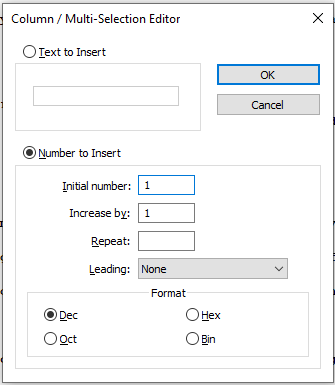 Column / Multi-Selection Editor
Text to Insert
OK
Cancel
Number to Insert
Initial number: 1
Increase by: 1
Repeat:
Leading: None
Format
Dec Hex
Oct Bin